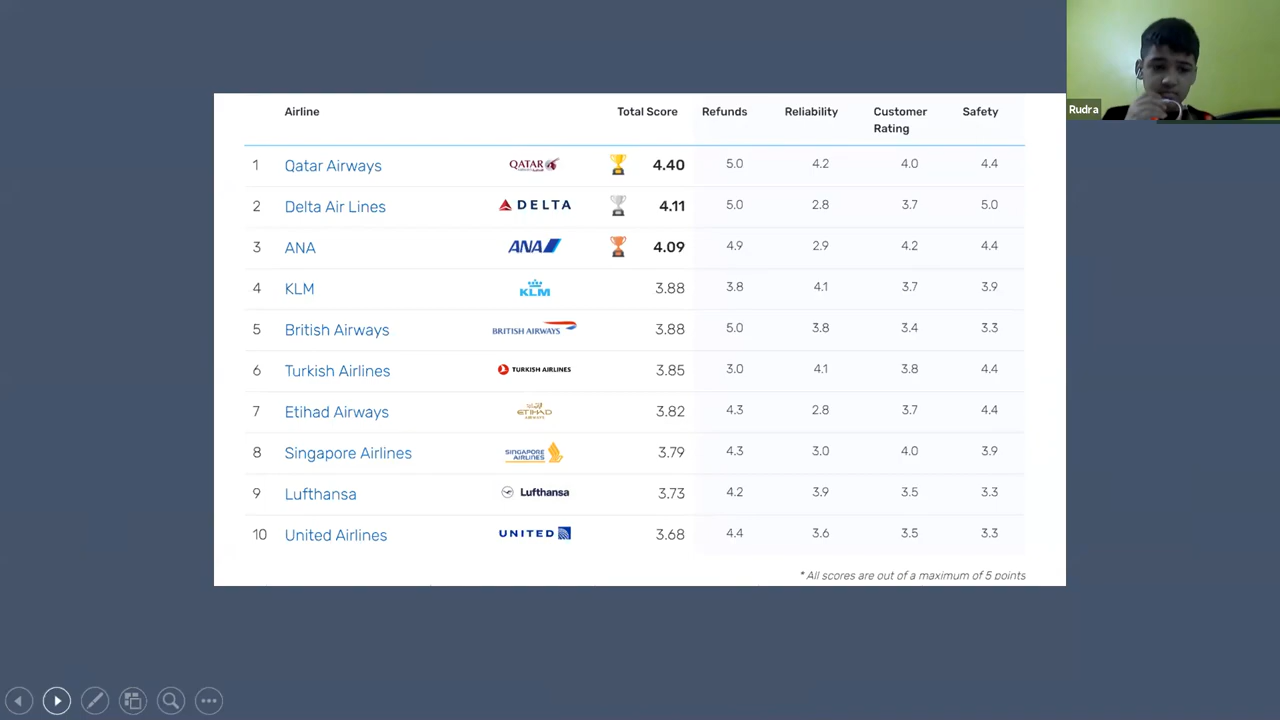 Rudra
Airline Total Score Refunds Reliability Customer Rating Safety
1 Qatar Airways QATAR 4.40 5.0 4.2 4.0 4.4
2 Delta Air Lines DELTA 4.11 5.0 2.8 3.7 5.0
3 ANA ANA 4.09 4.9 2.9 4.2 4.4
4 KLM KLM 3.88 3.8 4.1 3.7 3.9
5 British Airways BRITISH AIRWAYS 3.88 5.0 3.8 3.4 3.3
6 Turkish Airlines TURKISH AIRLINES 3.85 3.0 4.1 3.8 4.4
7 Etihad Airways ETIHAD 3.82 4.3 2.8 3.7 4.4
8 Singapore Airlines SINGAPORE AIRLINES 3.79 4.3 3.0 4.0 3.9
9 Lufthansa Lufthansa 3.73 4.2 3.9 3.5 3.3
10 United Airlines UNITED 3.68 4.4 3.6 3.5 3.3
* All scores are out of a maximum of 5 points